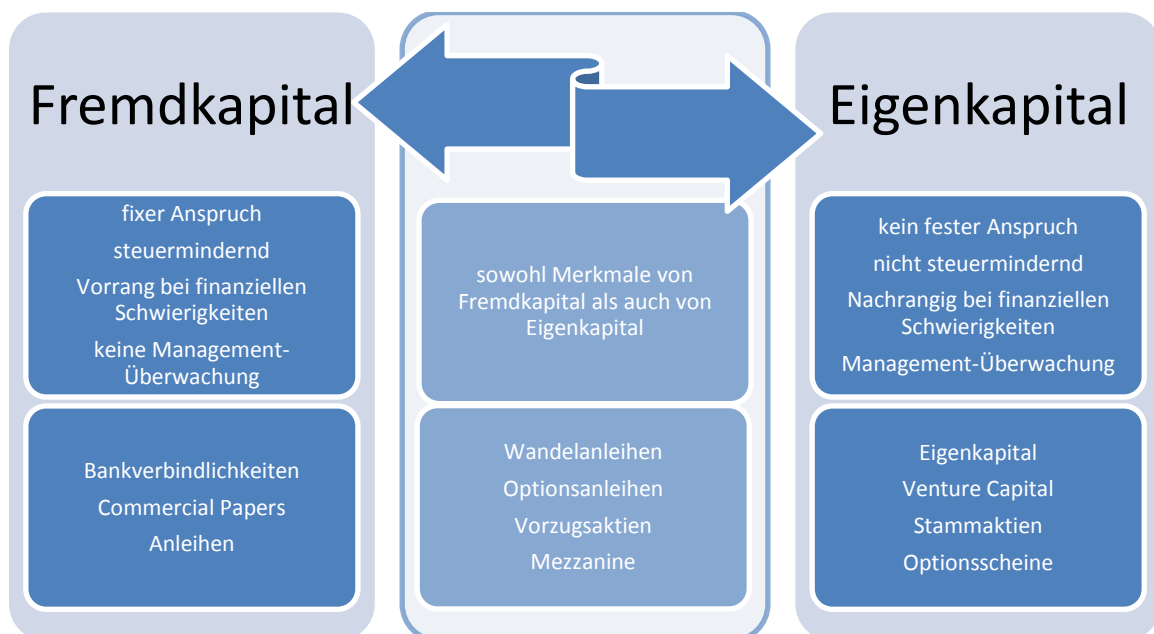 Fremdkapital
fixer Anspruch
steuermindernd
Vorrang bei finanziellen
Schwierigkeiten
keine Management-
Überwachung
Bankverbindlichkeiten
Commercial Papers
Anleihen
sowohl Merkmale von
Fremdkapital als auch von
Eigenkapital
Wandelanleihen
Optionsanleihen
Vorzugsaktien
Mezzanine
Eigenkapital
kein fester Anspruch
nicht steuermindernd
Nachrangig bei finanziellen
Schwierigkeiten
Management-Überwachung
Eigenkapital
Venture Capital
Stammaktien
Optionsscheine